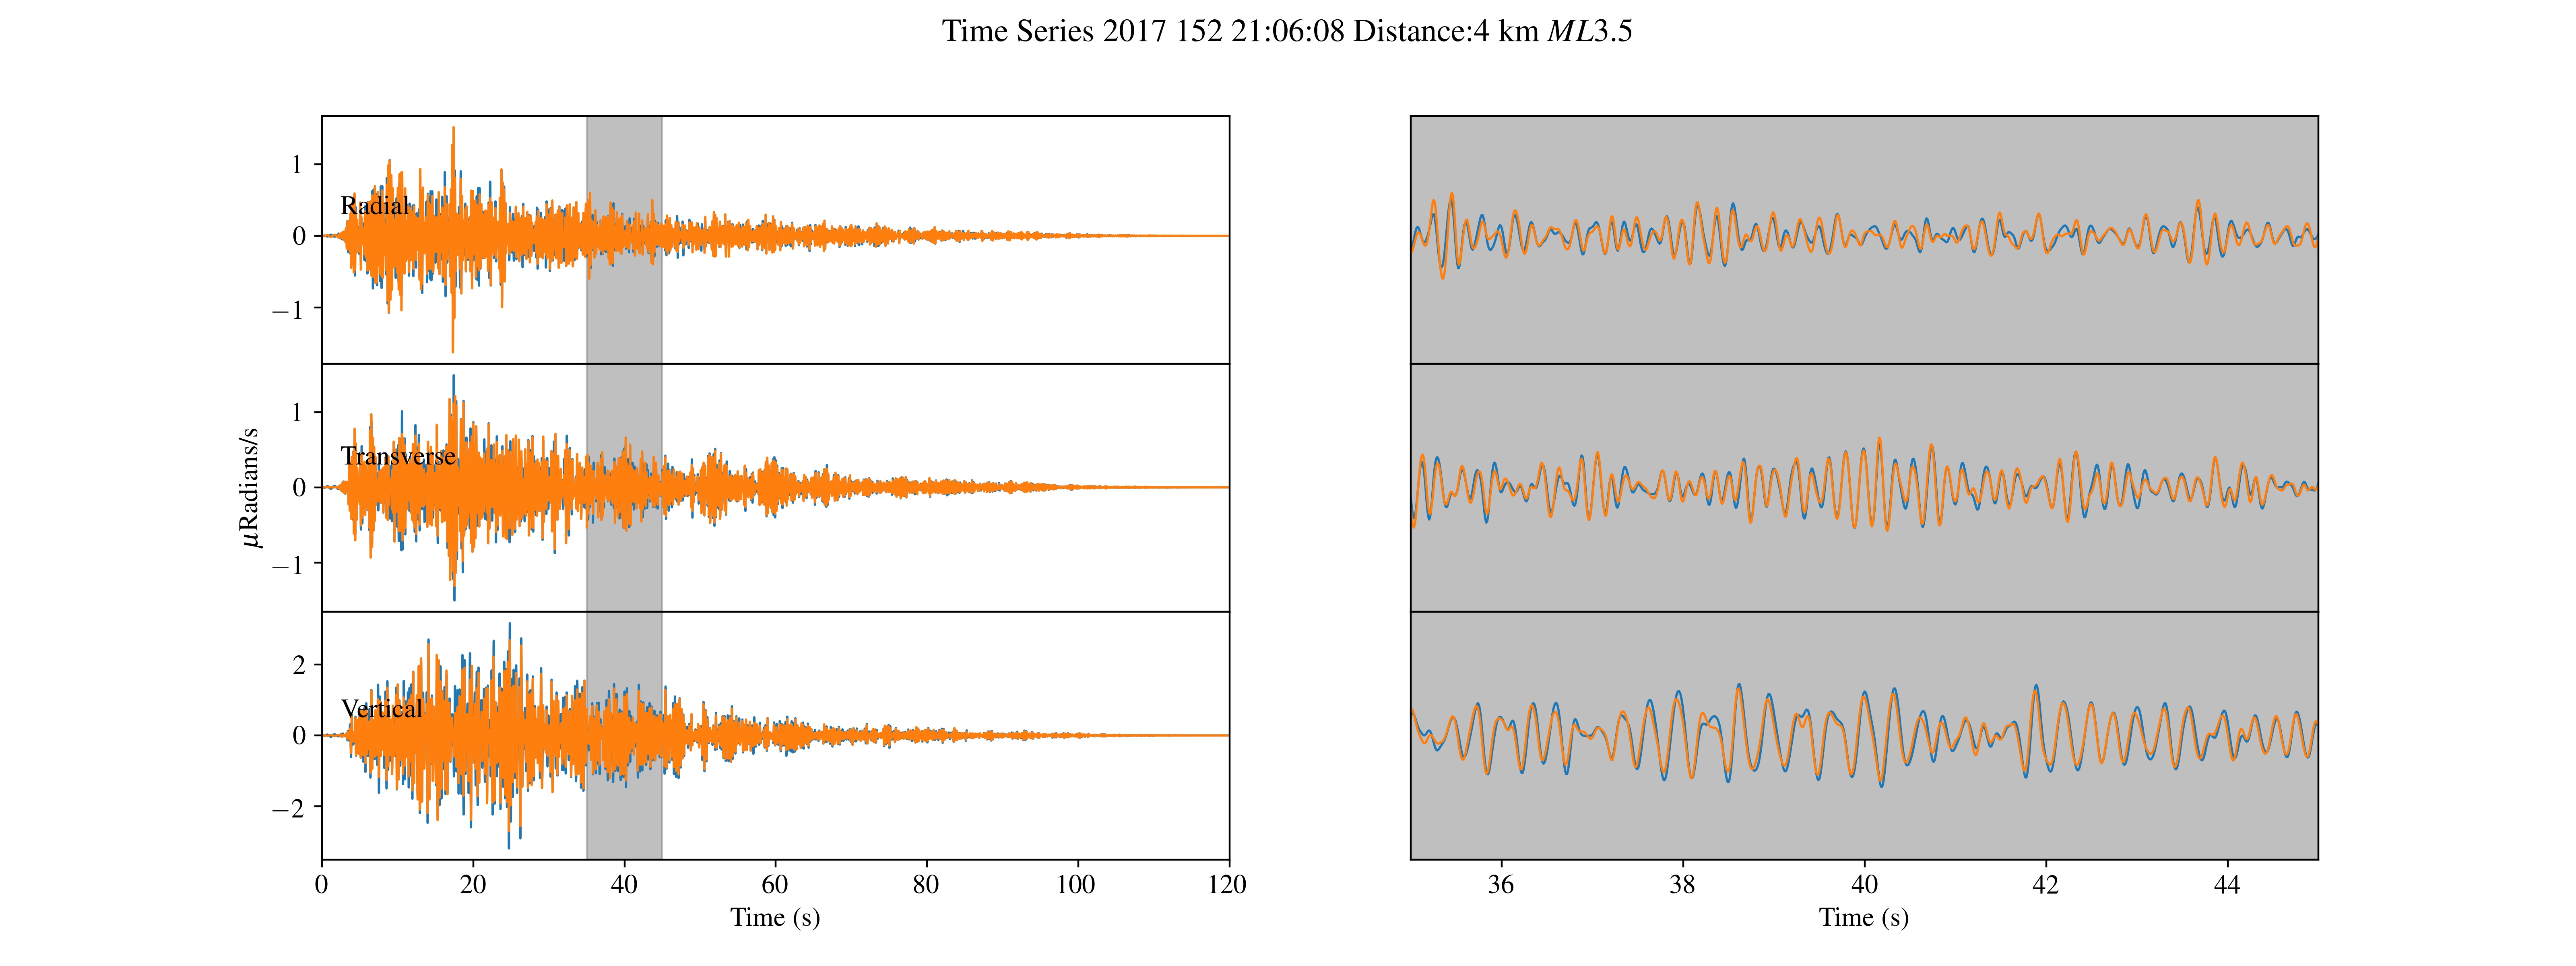 Time Series 2017 152 21:06:08 Distance:4 km ML3.5
1
Radial
0
−1
1
Transverse
0
−1
μRadians/s
2
Vertical
0
−2
0 20 40 60 80 100 120
Time (s)
36 38 40 42 44
Time (s)